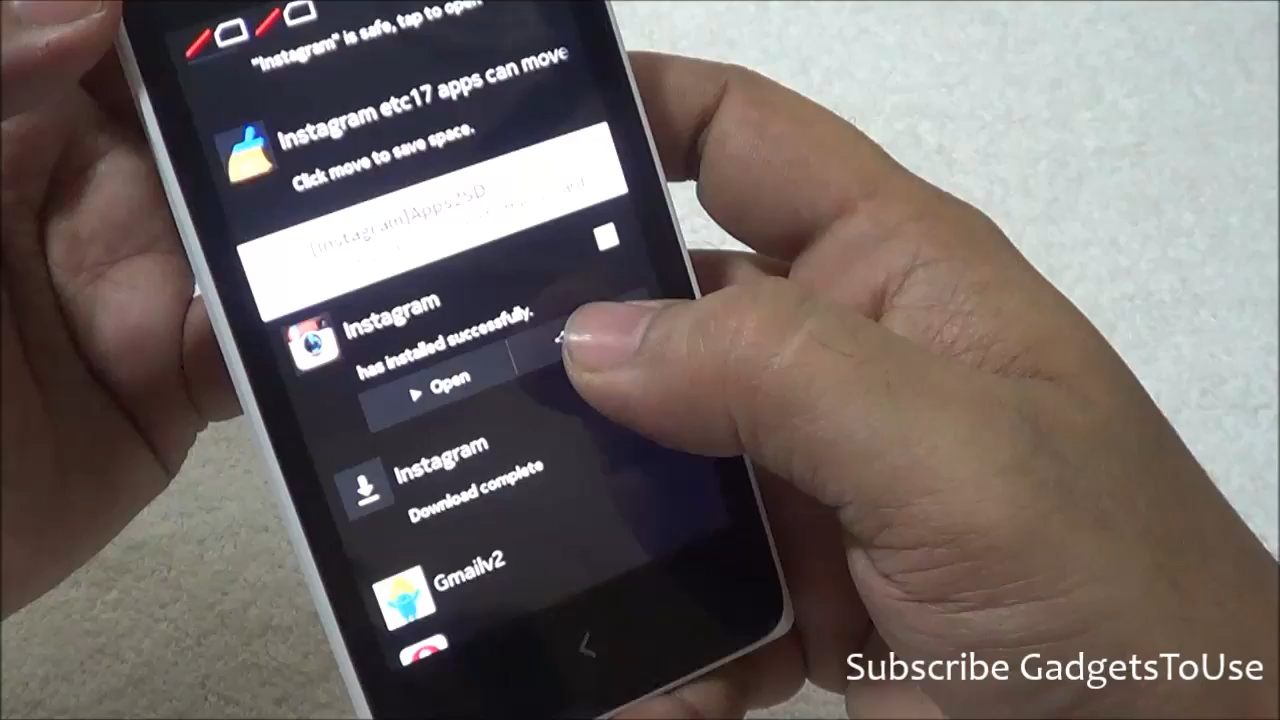 "Instagram" is safe, tap to open.
Instagram etc17 apps can move
Click move to save space.
[Instagram]Apps2SD
Instagram
has installed successfully.
Open
Instagram
Download complete
Gmailv2
Subscribe GadgetsToUse